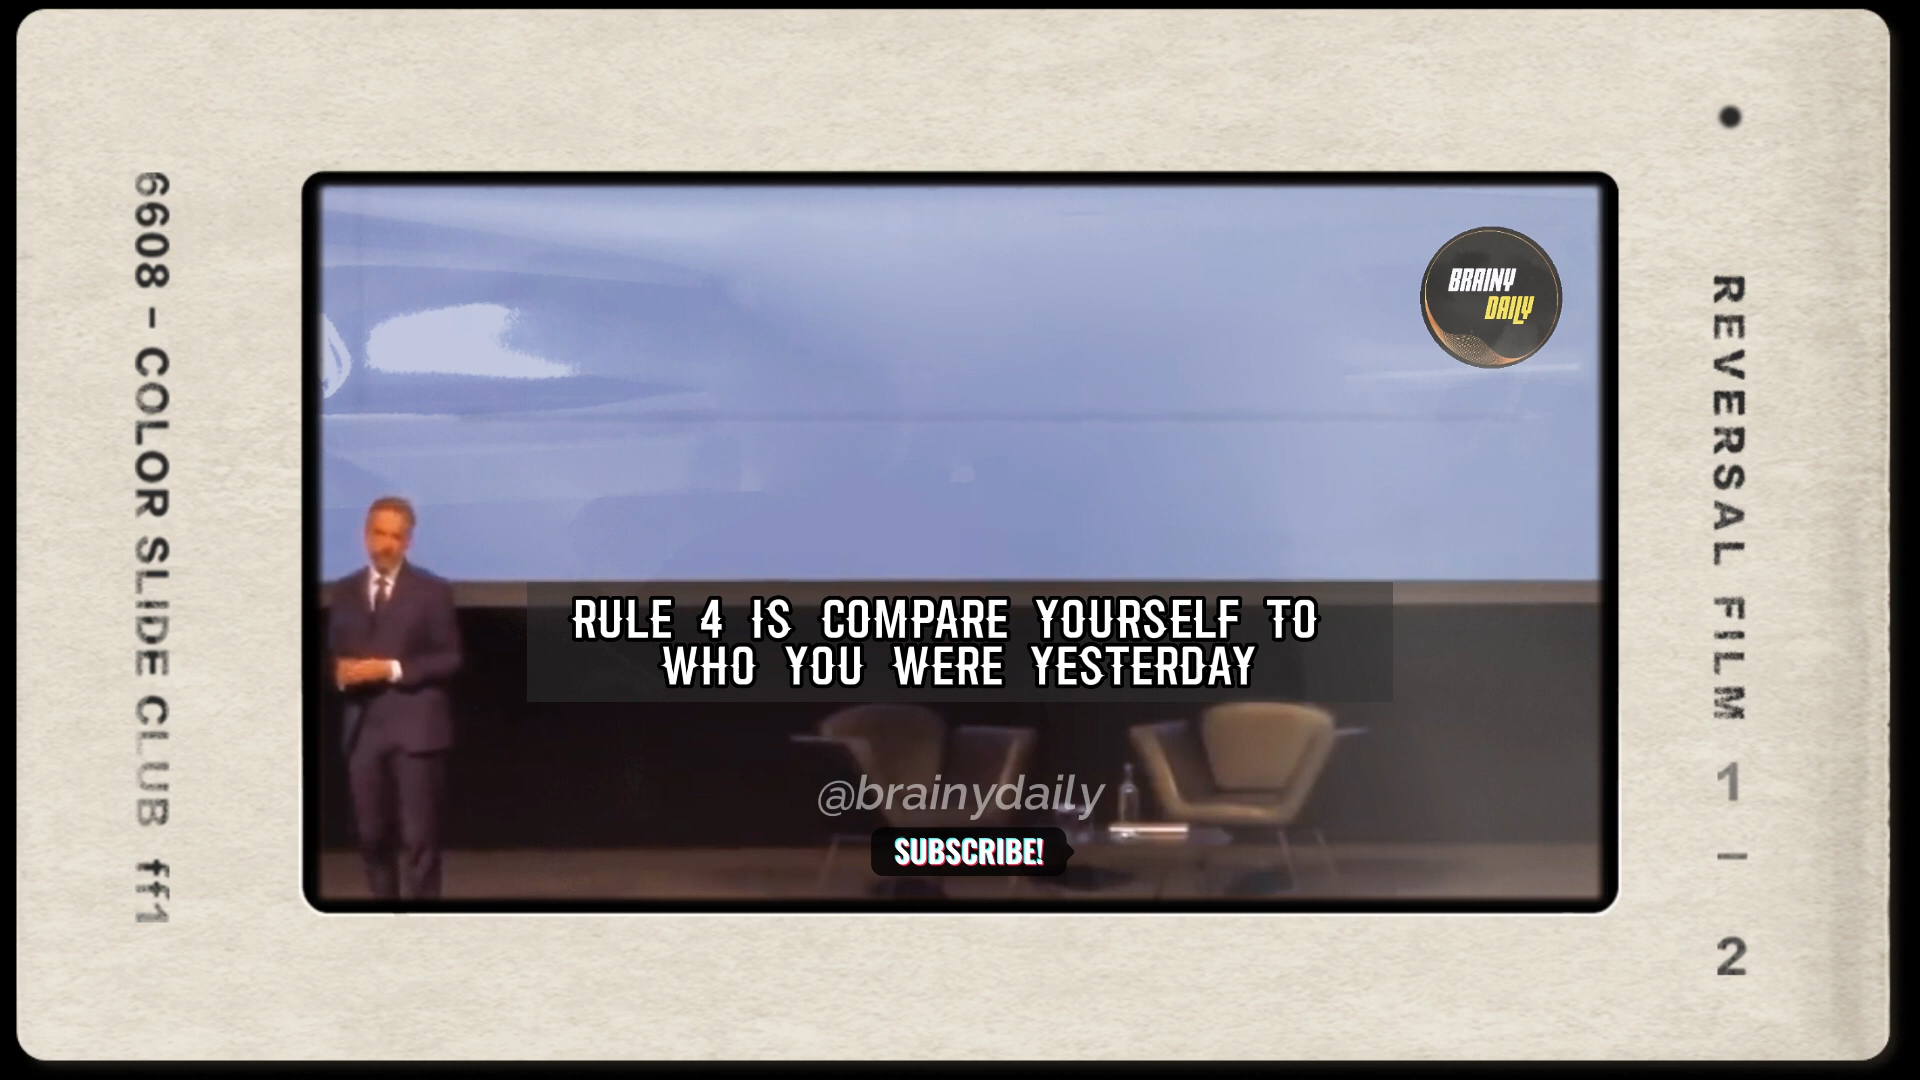 6608 - COLOR SLIDE CLUB ff1
BRAINY
DAILY
RULE 4 IS COMPARE YOURSELF TO
WHO YOU WERE YESTERDAY
@brainydaily
SUBSCRIBE!
REVERSAL FILM 1 - 2